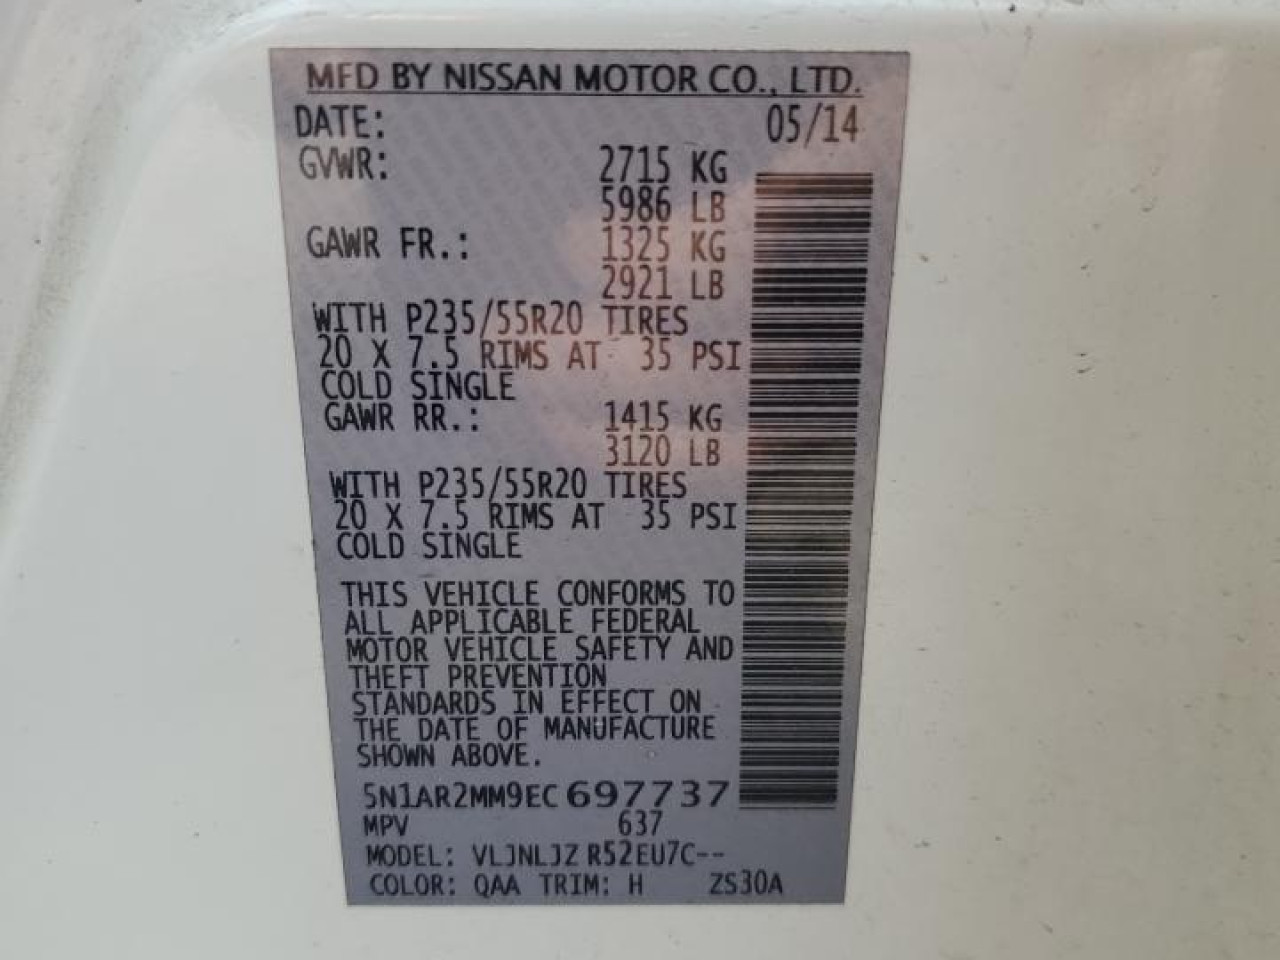 MFD BY NISSAN MOTOR CO., LTD.
DATE: 05/14
GVWR: 2715 KG
5986 LB
GAWR FR.: 1325 KG
2921 LB
WITH P235/55R20 TIRES
20 X 7.5 RIMS AT 35 PSI
COLD SINGLE
GAWR RR.: 1415 KG
3120 LB
WITH P235/55R20 TIRES
20 X 7.5 RIMS AT 35 PSI
COLD SINGLE
THIS VEHICLE CONFORMS TO
ALL APPLICABLE FEDERAL
MOTOR VEHICLE SAFETY AND
THEFT PREVENTION
STANDARDS IN EFFECT ON
THE DATE OF MANUFACTURE
SHOWN ABOVE.
5N1AR2MM9EC697737
MPV 637
MODEL: VLJNLJZ R52EU7C--
COLOR: QAA TRIM: H ZS30A